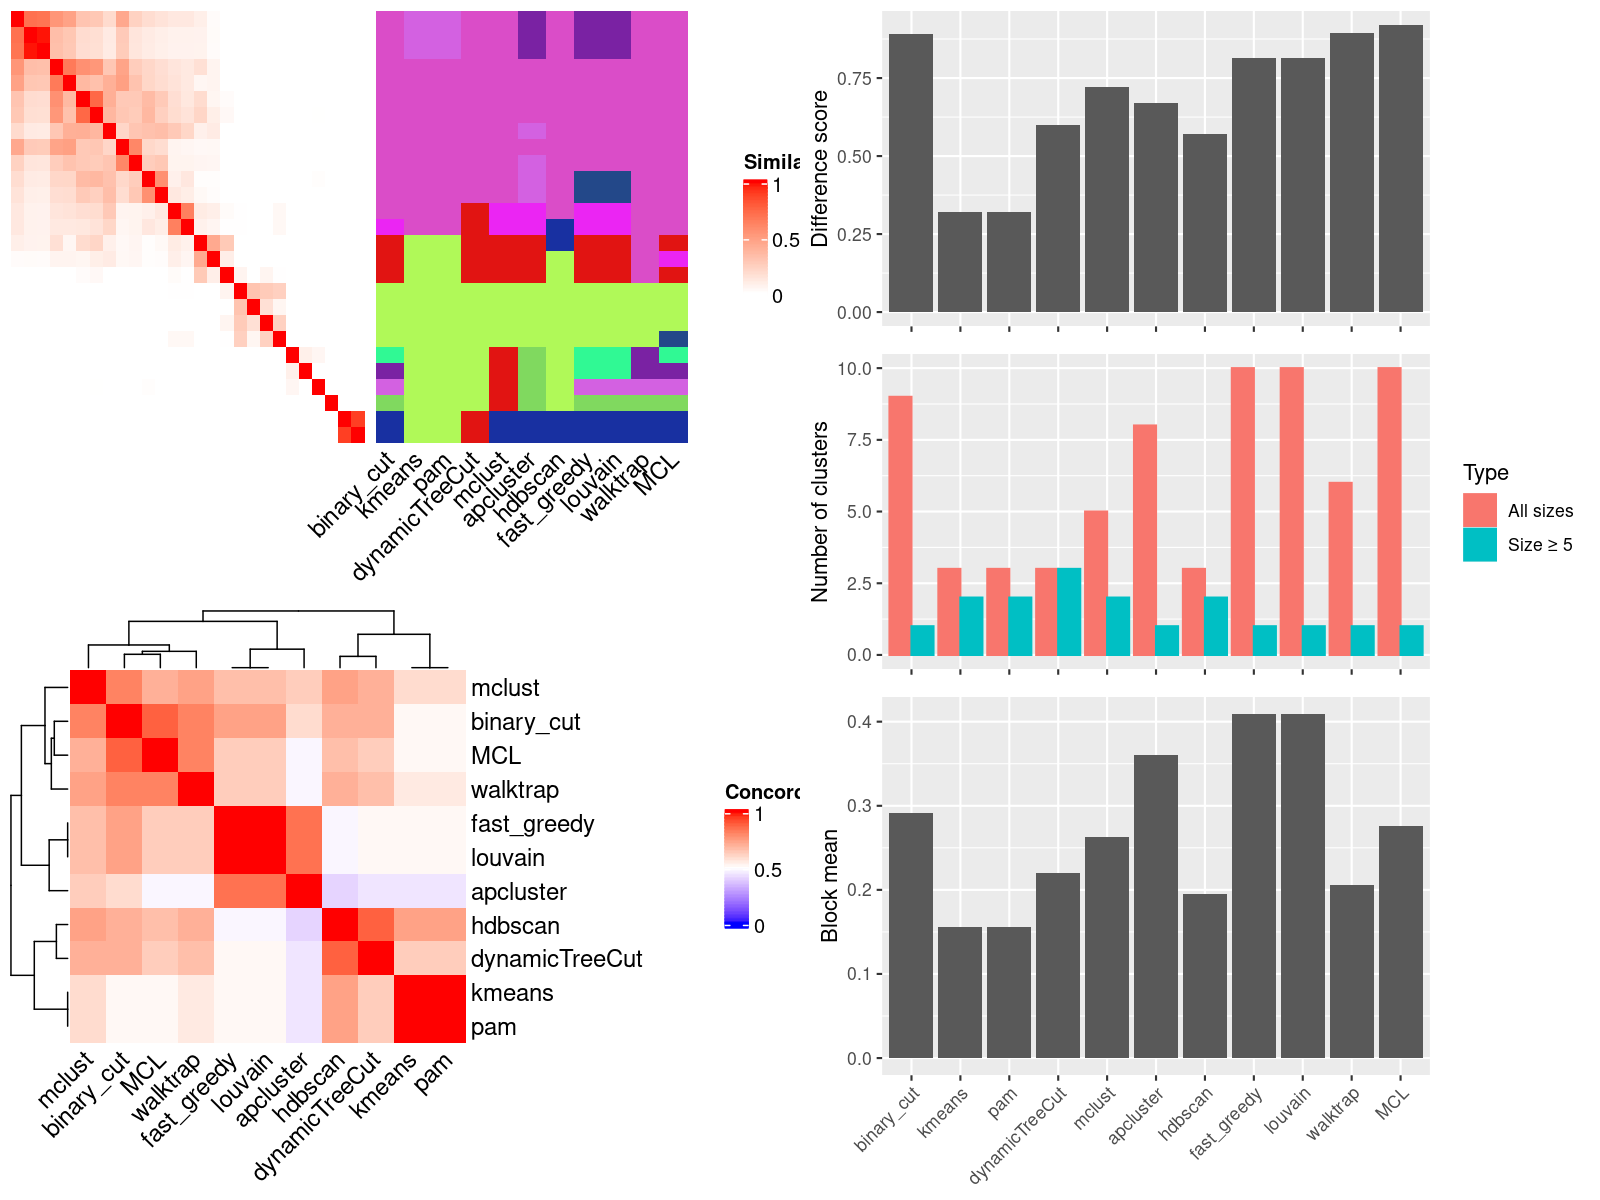 Simila
1
0.5
0
binary_cut
kmeans
pam
dynamicTreeCut
mclust
apcluster
hdbscan
fast_greedy
louvain
walktrap
MCL
mclust
binary_cut
MCL
walktrap
fast_greedy
louvain
apcluster
hdbscan
dynamicTreeCut
kmeans
pam
mclust
binary_cut
MCL
walktrap
fast_greedy
louvain
apcluster
hdbscan
dynamicTreeCut
kmeans
pam
Concord
1
0.5
0
Difference score
0.75
0.50
0.25
0.00
Number of clusters
10.0
7.5
5.0
2.5
0.0
Type
All sizes
Size ≥ 5
Block mean
0.4
0.3
0.2
0.1
0.0
binary_cut
kmeans
pam
dynamicTreeCut
mclust
apcluster
hdbscan
fast_greedy
louvain
walktrap
MCL